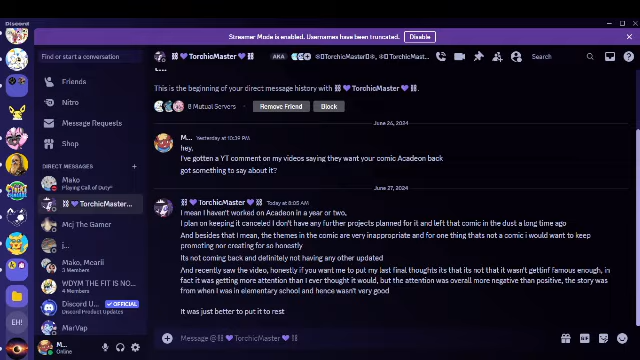 Discord
Streamer Mode is enabled. Usernames have been truncated.
Disable
Find or start a conversation
TorchicMaster
AKA
TorchicMaster
TorchicMast...
Search
This is the beginning of your direct message history with TorchicMaster.
8 Mutual Servers
Remove Friend
Block
Friends
Nitro
Message Requests
Shop
DIRECT MESSAGES
Mako
Playing Call of Duty®
TorchicMaster...
Mcj The Gamer
j...
Mako, Mcarli
3 Members
WDYM THE FIT IS NO...
6 Members
Discord U...
OFFICIAL
Discord Product Updates
MarVap
EH!
M...
Online
June 26, 2024
M...
Yesterday at 10:39 PM
hey,
I've gotten a YT comment on my videos saying they want your comic Acadeon back
got something to say about it?
June 27, 2024
TorchicMaster
Today at 8:05 AM
I mean I haven't worked on Acadeon in a year or two,
I plan on keeping it canceled I don't have any further projects planned for it and left that comic in the dust a long time ago
And besides that I mean, the themes in the comic are very inappropriate and for one thing thats not a comic i would want to keep
promoting nor creating for so honestly
Its not coming back and definitely not having any other updated
And recently saw the video, honestly if you want me to put my last final thoughts its that its not that it wasn't gettinf famous enough, in
fact it was getting more attention than I ever thought it would, but the attention was overall more negative than positive, the story was
from when I was in elementary school and hence wasn't very good
It was just better to put it to rest
Message @ TorchicMaster
GIF